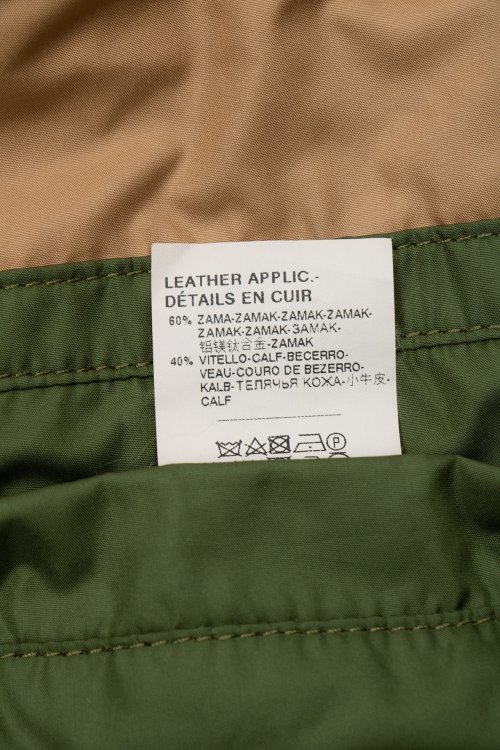 LEATHER APPLIC.-
DÉTAILS EN CUIR
60% ZAMA-ZAMAK-ZAMAK-ZAMAK-
ZAMAK-ZAMAK-ЗАМАК-
铝镁钛合金-ZAMAK
40% VITELLO-CALF-BECERRO-
VEAU-COURO DE BEZERRO-
KALB-ТЕЛЯЧЬЯ КОЖА-小牛皮-
CALF